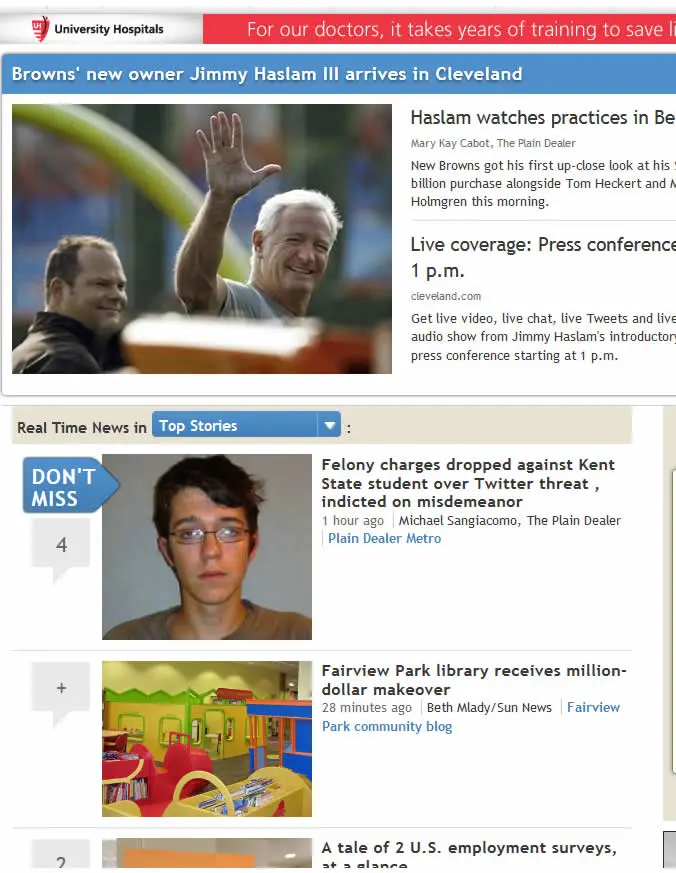 University Hospitals
For our doctors, it takes years of training to save
Browns' new owner Jimmy Haslam III arrives in Cleveland
Haslam watches practices in Be
Mary Kay Cabot, The Plain Dealer
New Browns got his first up-close look at his
billion purchase alongside Tom Heckert and
Holmgren this morning.
Live coverage: Press conference
1 p.m.
cleveland.com
Get live video, live chat, live Tweets and live
audio show from Jimmy Haslam's introductory
press conference starting at 1 p.m.
Real Time News in Top Stories :
DON'T
MISS
4
Felony charges dropped against Kent
State student over Twitter threat ,
indicted on misdemeanor
1 hour ago | Michael Sangiacomo, The Plain Dealer
| Plain Dealer Metro
+
Fairview Park library receives million-
dollar makeover
28 minutes ago | Beth Mlady/Sun News | Fairview
Park community blog
2
A tale of 2 U.S. employment surveys,
at a glance